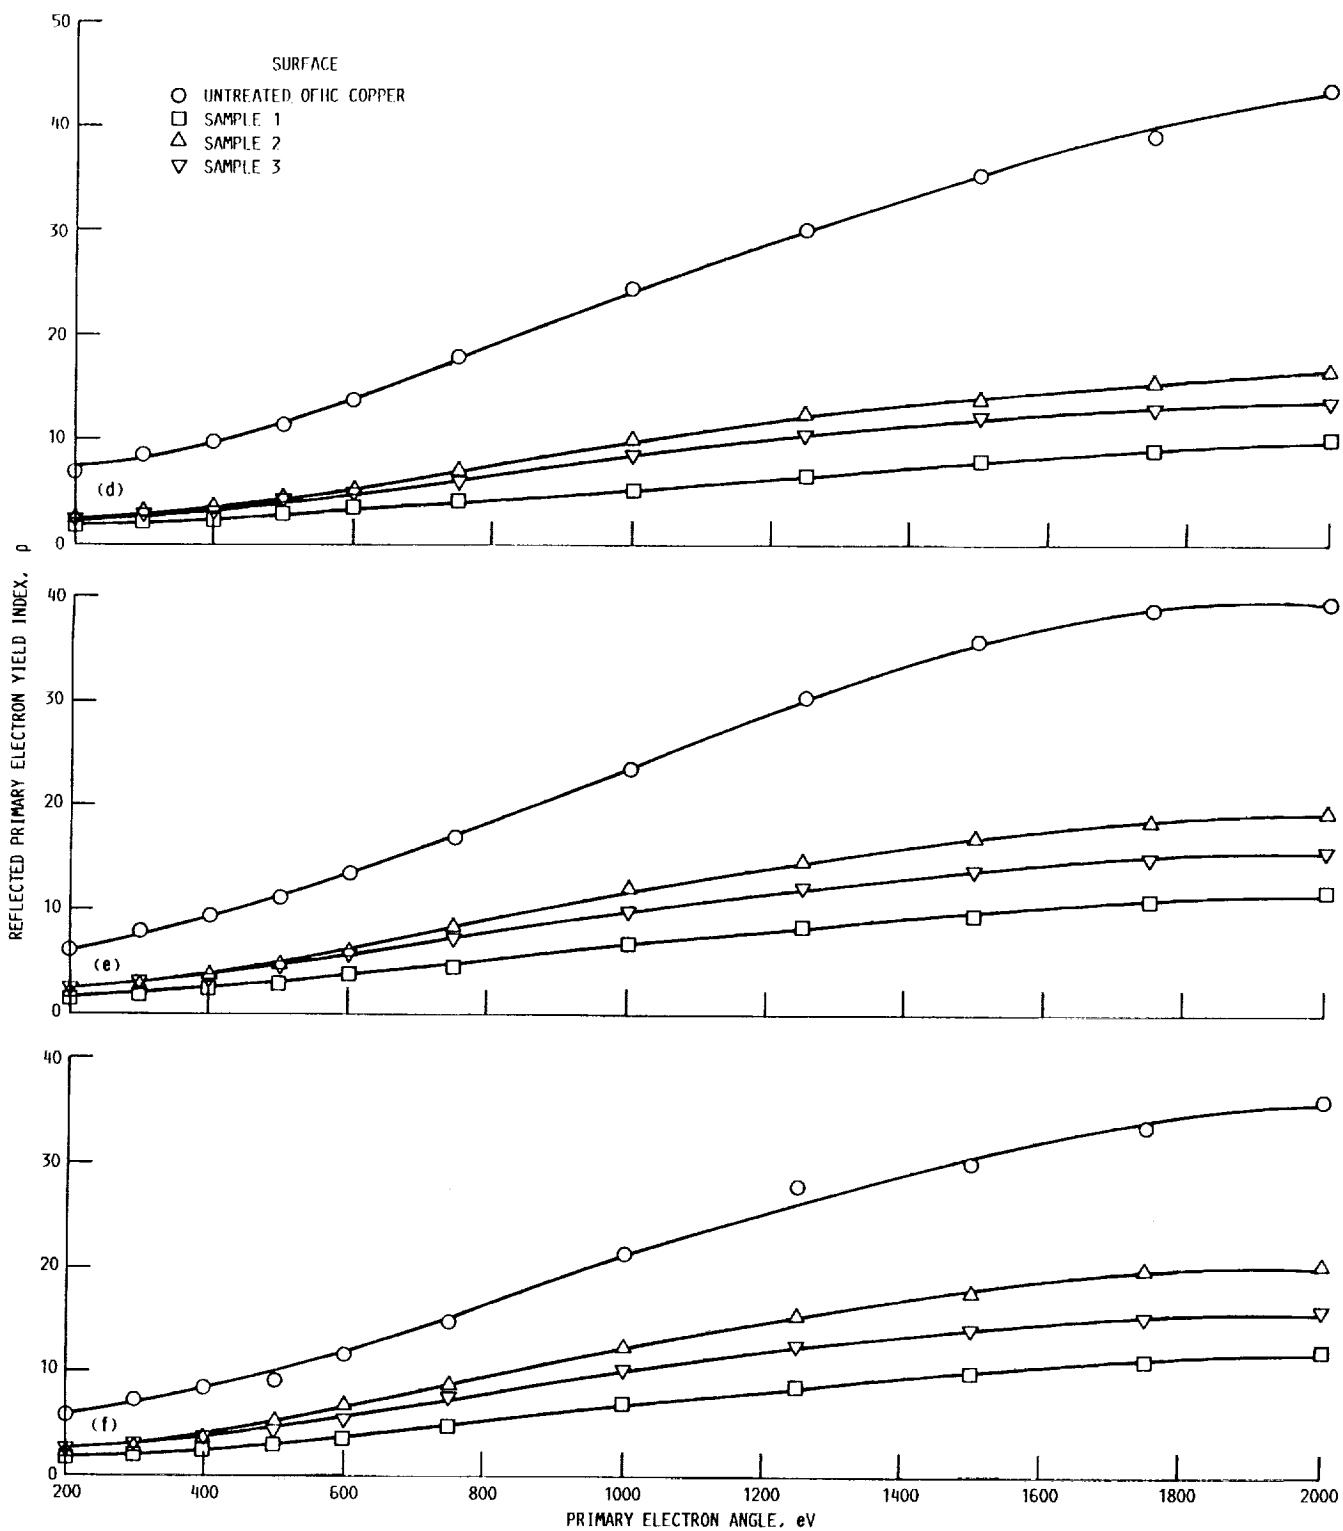 50
SURFACE
UNTREATED OFHC COPPER
SAMPLE 1
SAMPLE 2
SAMPLE 3
40
30
20
10
(d)
0
REFLECTED PRIMARY ELECTRON YIELD INDEX, ρ
40
30
20
10
(e)
0
40
30
20
10
(f)
0
200 400 600 800 1000 1200 1400 1600 1800 2000
PRIMARY ELECTRON ANGLE, eV